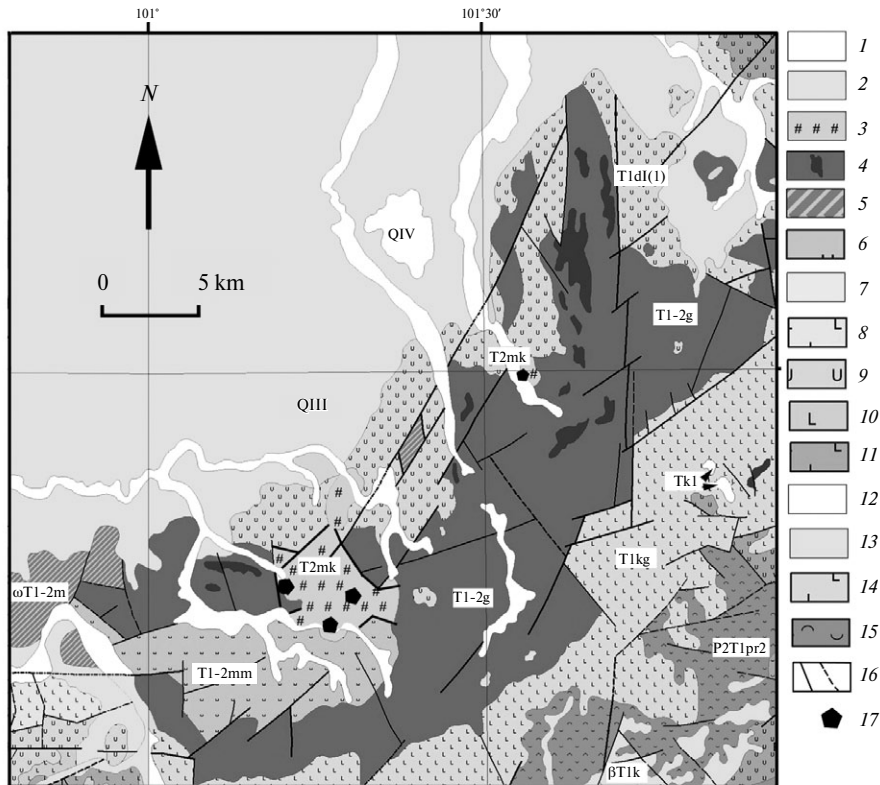 101°
101°30'
N
0
5 km
QIV
QIII
T1dI(1)
T1-2g
T2mk
Tk1
T1kg
T2mk
T1-2g
ωT1-2m
T1-2mm
P2T1pr2
βT1k
1
2
3
4
5
6
7
8
9
10
11
12
13
14
15
16
17